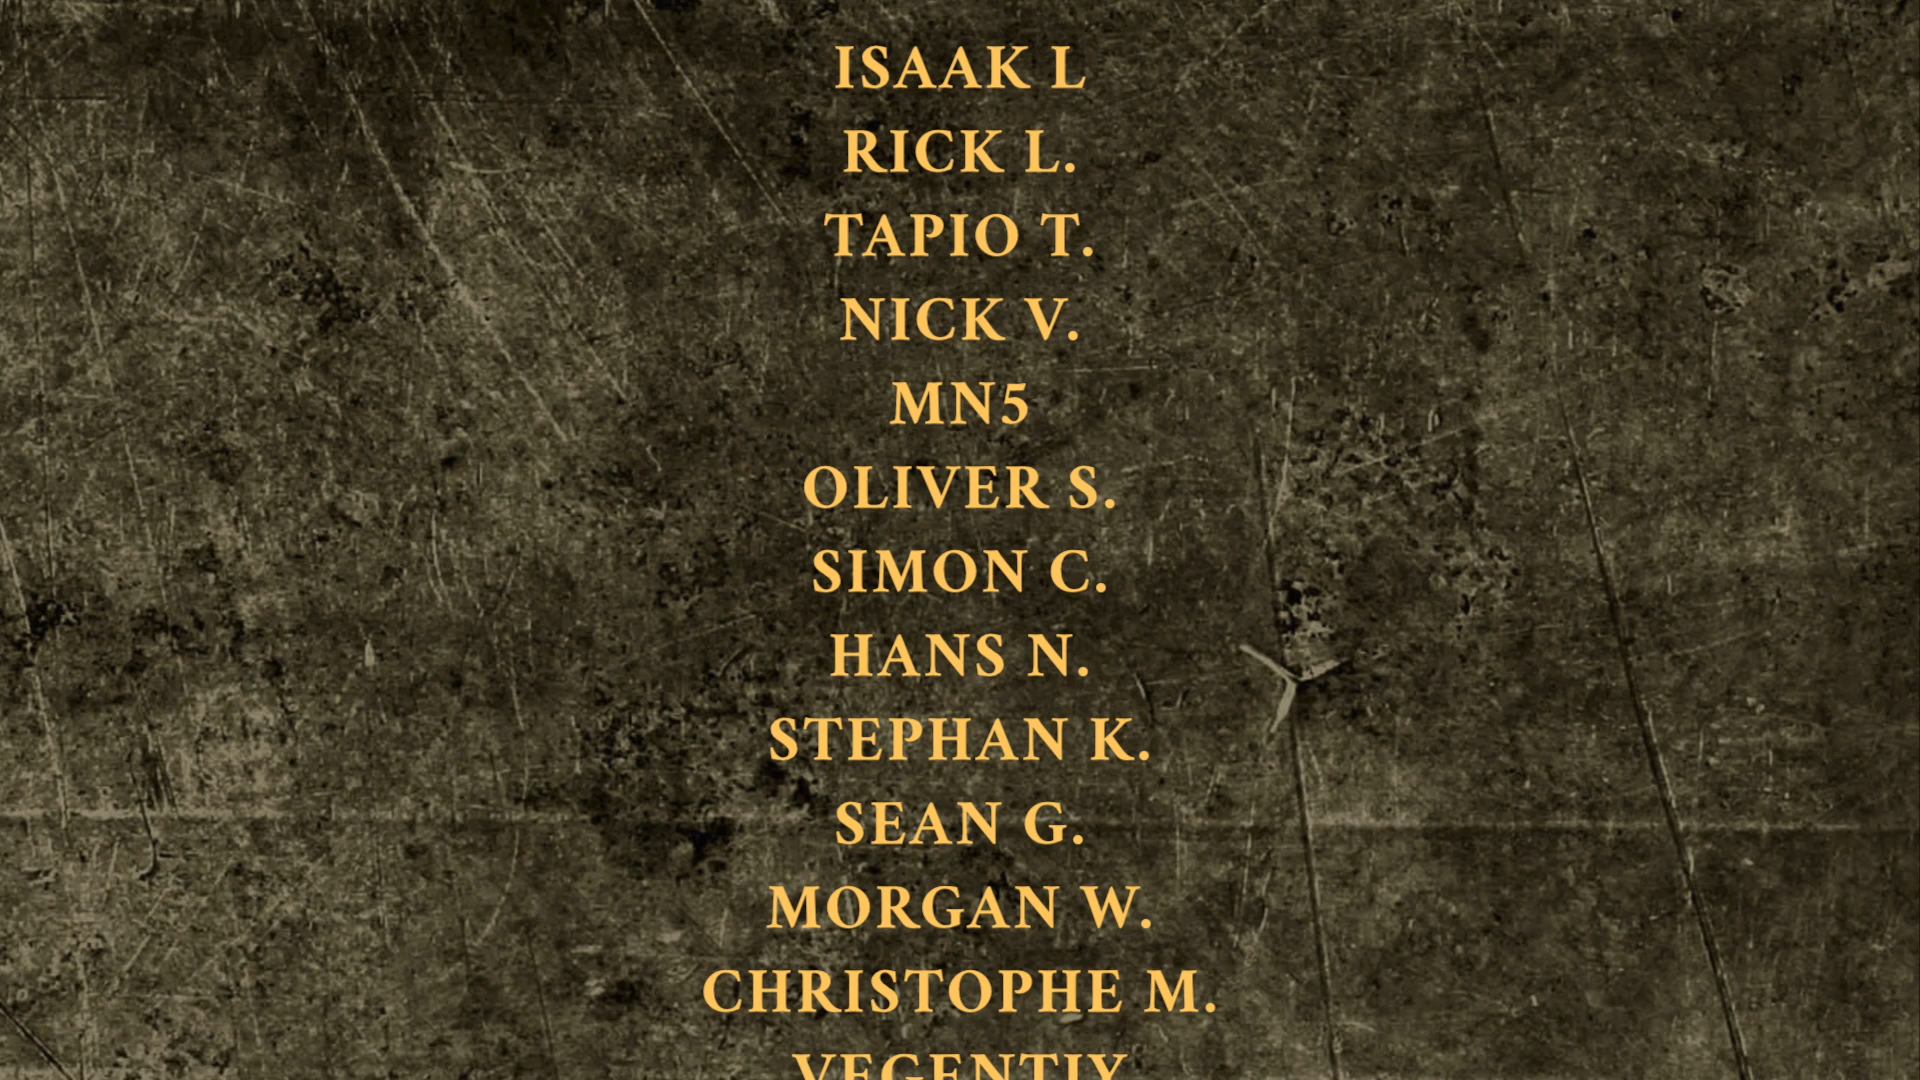 ISAAK L
RICK L.
TAPIO T.
NICK V.
MN5
OLIVER S.
SIMON C.
HANS N.
STEPHAN K.
SEAN G.
MORGAN W.
CHRISTOPHE M.